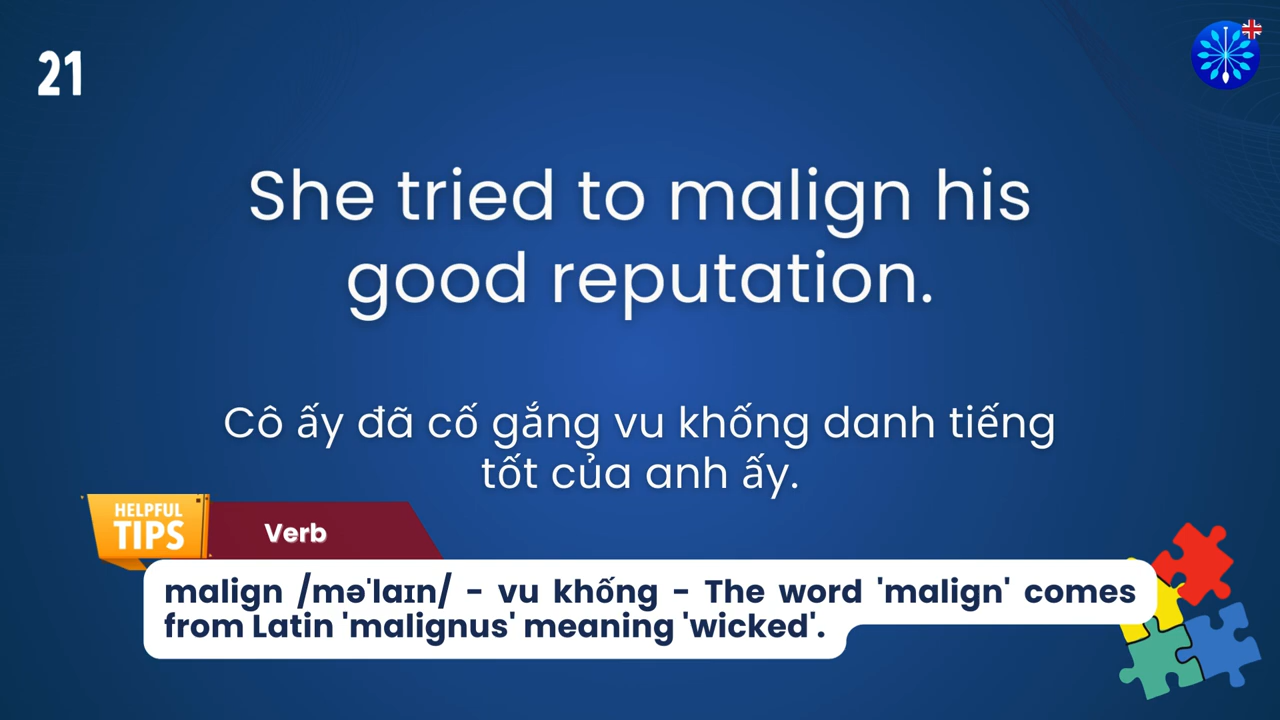 21
She tried to malign his
good reputation.
Cô ấy đã cố gắng vu khống danh tiếng
tốt của anh ấy.
HELPFUL
TIPS
Verb
malign /məˈlaɪn/ - vu khống - The word 'malign' comes
from Latin 'malignus' meaning 'wicked'.